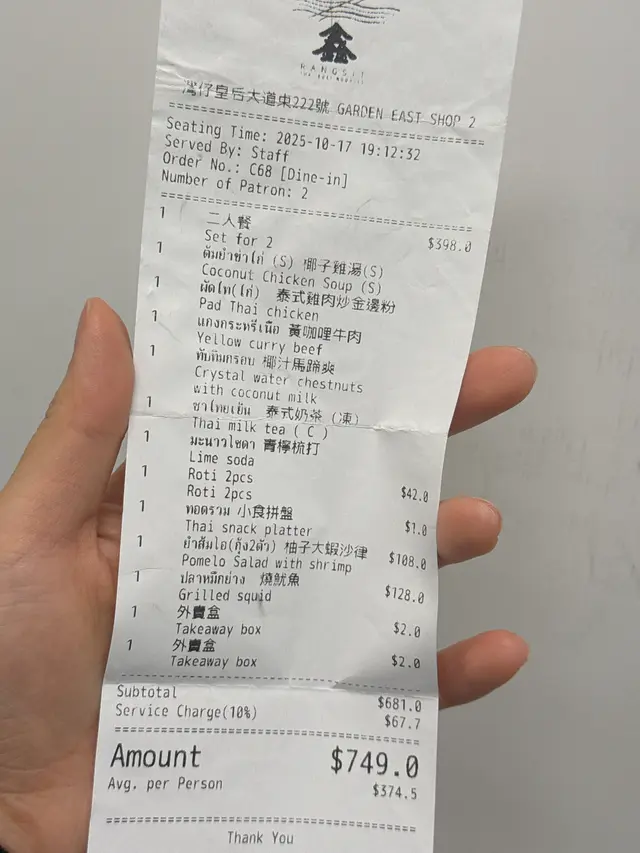 RANGSIT
灣仔皇后大道東222號 GARDEN EAST SHOP 2
Seating Time: 2025-10-17 19:12:32
Served By: Staff
Order No.: C68 [Dine-in]
Number of Patron: 2
1 二人餐
Set for 2 $398.0
1 ต้มยำข่าไก่ (S) 椰子雞湯(S)
Coconut Chicken Soup (S)
1 ผัดไท(ไก่) 泰式雞肉炒金邊粉
Pad Thai chicken
1 แกงกระหรี่เนื้อ 黃咖哩牛肉
Yellow curry beef
1 ทับทิมกรอบ 椰汁馬蹄爽
Crystal water chestnuts
with coconut milk
1 ชาไทยเย็น 泰式奶茶 (凍)
Thai milk tea ( C )
1 มะนาวโซดา 青檸梳打
Lime soda
1 Roti 2pcs
Roti 2pcs $42.0
1 ทอดรวม 小食拼盤
Thai snack platter $1.0
1 ยำส้มโอ(กุ้ง2ตัว) 柚子大蝦沙律
Pomelo Salad with shrimp $108.0
1 ปลาหมึกย่าง 燒魷魚
Grilled squid $128.0
1 外賣盒
Takeaway box $2.0
1 外賣盒
Takeaway box $2.0
Subtotal $681.0
Service Charge(10%) $67.7
Amount $749.0
Avg. per Person $374.5
Thank You